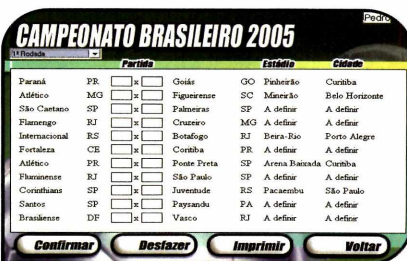 Pedro
CAMPEONATO BRASILEIRO 2005
1ª Rodada
Partida Estádio Cidade
Paraná PR x Goiás GO Pinheirão Curitiba
Atlético MG x Figueirense SC Mineirão Belo Horizonte
São Caetano SP x Palmeiras SP A definir A definir
Flamengo RJ x Cruzeiro MG A definir A definir
Internacional RS x Botafogo RJ Beira-Rio Porto Alegre
Fortaleza CE x Coritiba PR A definir A definir
Atlético PR x Ponte Preta SP Arena Baixada Curitiba
Fluminense RJ x São Paulo SP A definir A definir
Corinthians SP x Juventude RS Pacaembu São Paulo
Santos SP x Paysandu PA A definir A definir
Brasiliense DF x Vasco RJ A definir A definir
Confirmar Desfazer Imprimir Voltar